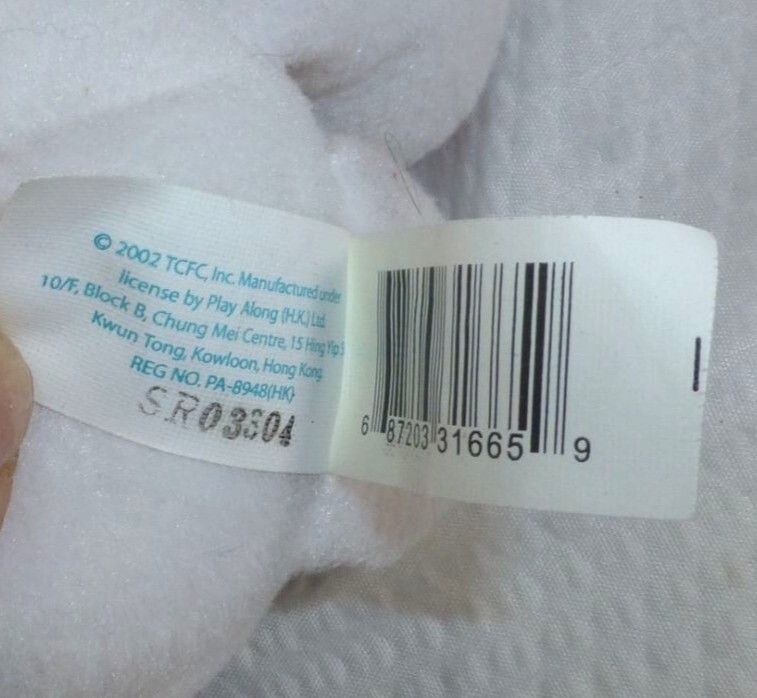 © 2002 TCFC, Inc. Manufactured under
license by Play Along (H.K.) Ltd.
10/F, Block B, Chung Mei Centre, 15 Hing Yip
Kwun Tong, Kowloon, Hong Kong
REG NO. PA-8948(HK)
SR03304
6 87203 31665 9